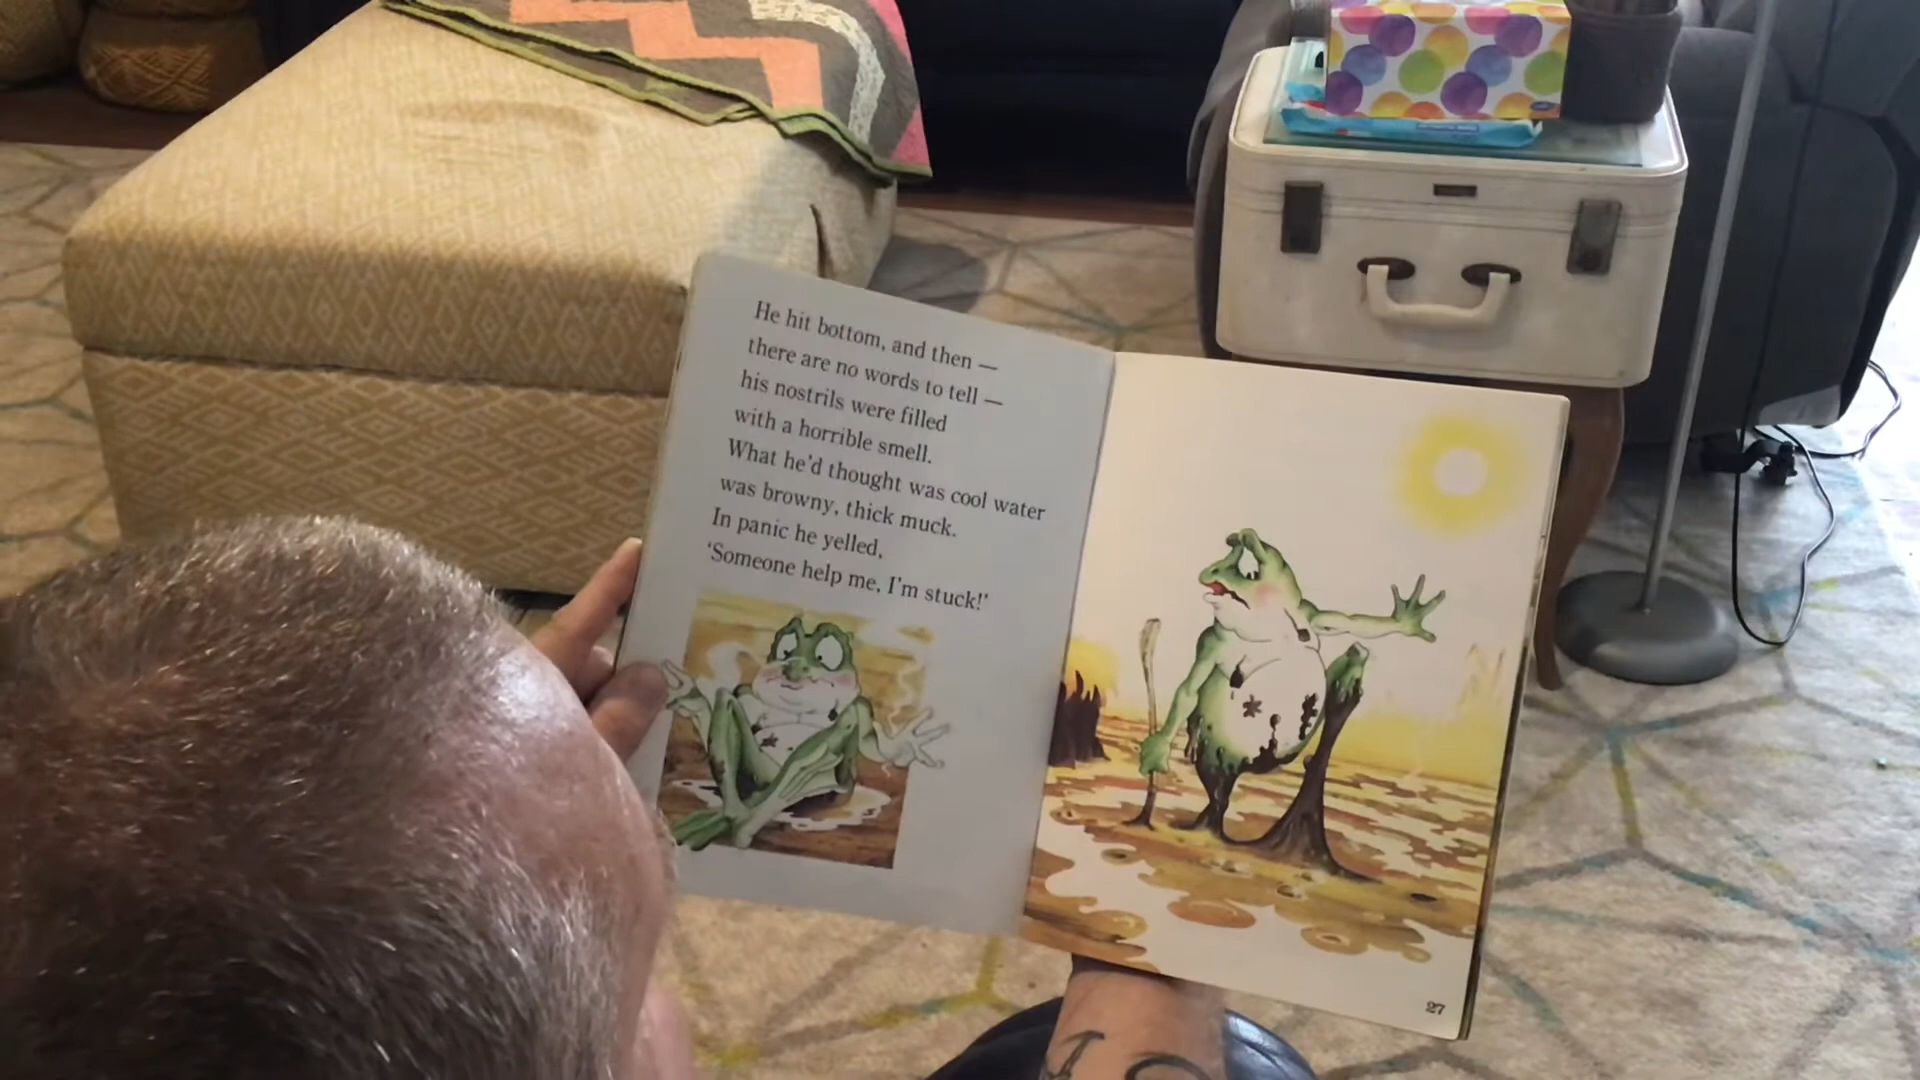 He hit bottom, and then —
there are no words to tell —
his nostrils were filled
with a horrible smell.
What he'd thought was cool water
was browny, thick muck.
In panic he yelled,
'Someone help me, I'm stuck!'
27